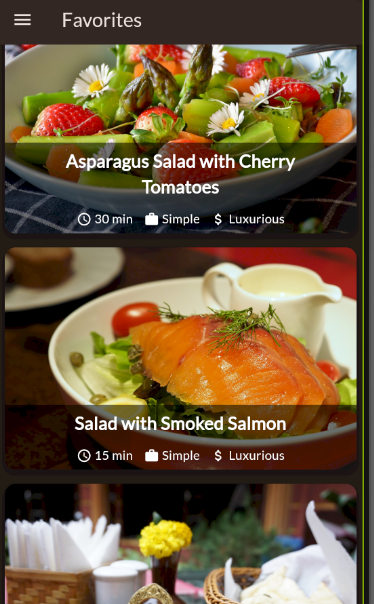 Favorites
Asparagus Salad with Cherry
Tomatoes
30 min Simple $ Luxurious
Salad with Smoked Salmon
15 min Simple $ Luxurious